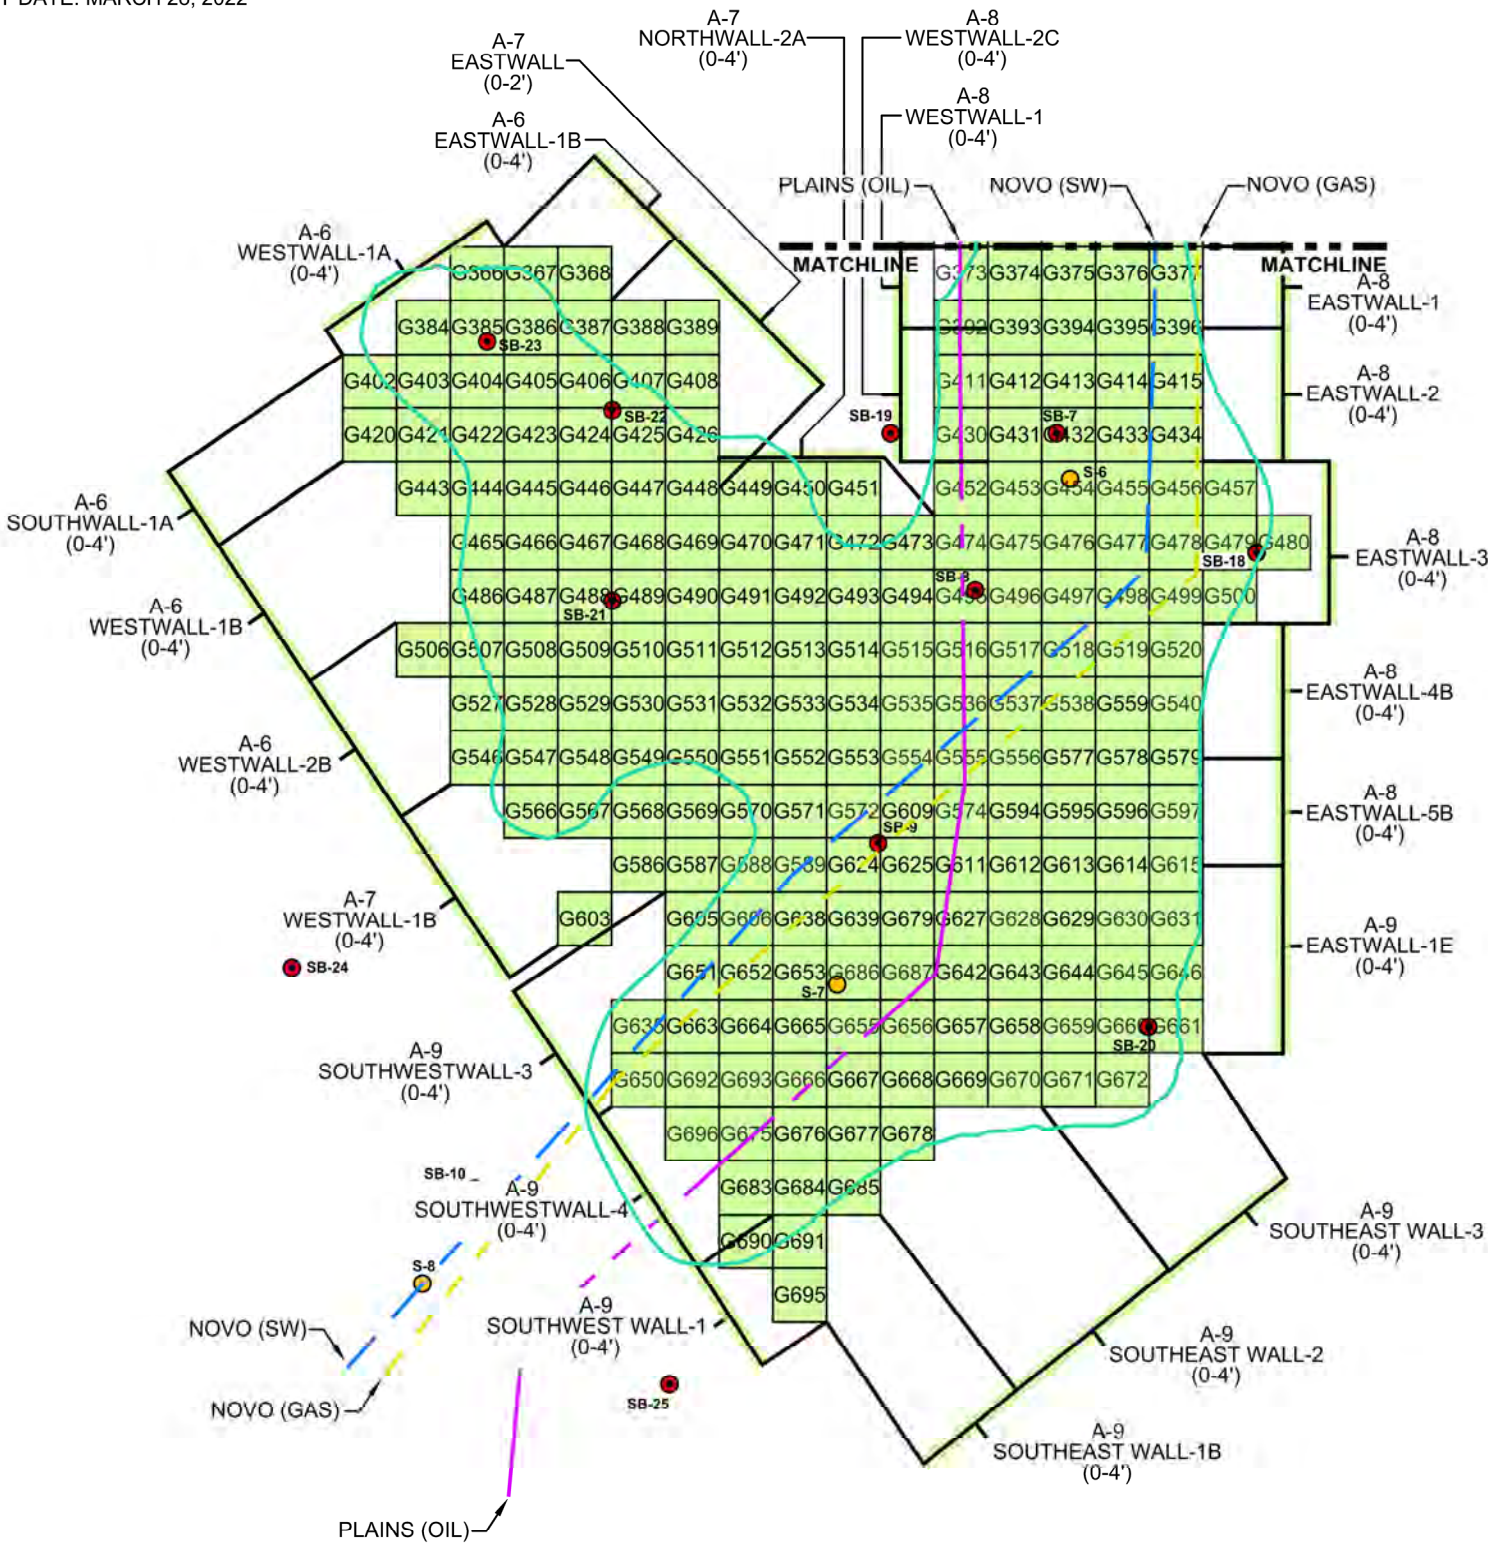 DATE: MARCH 28, 2022
A-7
NORTHWALL-2A
(0-4')
A-8
WESTWALL-2C
(0-4')
A-7
EASTWALL
(0-2')
A-8
WESTWALL-1
(0-4')
A-6
EASTWALL-1B
(0-4')
PLAINS (OIL)
NOVO (SW)
NOVO (GAS)
A-6
WESTWALL-1A
(0-4')
MATCHLINE
MATCHLINE
G366 G367 G368
G373 G374 G375 G376 G377
A-8
EASTWALL-1
(0-4')
G384 G385 G386 G387 G388 G389
G392 G393 G394 G395 G396
SB-23
G402 G403 G404 G405 G406 G407 G408
G411 G412 G413 G414 G415
A-8
EASTWALL-2
(0-4')
SB-22
SB-19
SB-7
G420 G421 G422 G423 G424 G425 G426
G430 G431 G432 G433 G434
S-6
G443 G444 G445 G446 G447 G448 G449 G450 G451
G452 G453 G454 G455 G456 G457
A-6
SOUTHWALL-1A
(0-4')
G465 G466 G467 G468 G469 G470 G471 G472 G473 G474 G475 G476 G477 G478 G479 G480
SB-18
A-8
EASTWALL-3
(0-4')
SB-3
G486 G487 G488 G489 G490 G491 G492 G493 G494 G495 G496 G497 G498 G499 G500
SB-21
A-6
WESTWALL-1B
(0-4')
G506 G507 G508 G509 G510 G511 G512 G513 G514 G515 G516 G517 G518 G519 G520
A-8
EASTWALL-4B
(0-4')
G527 G528 G529 G530 G531 G532 G533 G534 G535 G536 G537 G538 G559 G540
A-6
WESTWALL-2B
(0-4')
G546 G547 G548 G549 G550 G551 G552 G553 G554 G555 G556 G577 G578 G579
A-8
EASTWALL-5B
(0-4')
G566 G567 G568 G569 G570 G571 G572 G609 G574 G594 G595 G596 G597
SB-9
G586 G587 G588 G589 G624 G625 G611 G612 G613 G614 G615
A-7
WESTWALL-1B
(0-4')
G603 G605 G606 G638 G639 G679 G627 G628 G629 G630 G631
A-9
EASTWALL-1E
(0-4')
SB-24
G651 G652 G653 G686 G687 G642 G643 G644 G645 G646
S-7
G635 G663 G664 G665 G655 G656 G657 G658 G659 G660 G661
SB-20
A-9
SOUTHWESTWALL-3
(0-4')
G650 G692 G693 G666 G667 G668 G669 G670 G671 G672
G696 G675 G676 G677 G678
SB-10
G683 G684 G685
A-9
SOUTHWESTWALL-4
(0-4')
A-9
SOUTHEAST WALL-3
(0-4')
G690 G691
S-8
G695
A-9
SOUTHWEST WALL-1
(0-4')
NOVO (SW)
A-9
SOUTHEAST WALL-2
(0-4')
NOVO (GAS)
SB-25
A-9
SOUTHEAST WALL-1B
(0-4')
PLAINS (OIL)